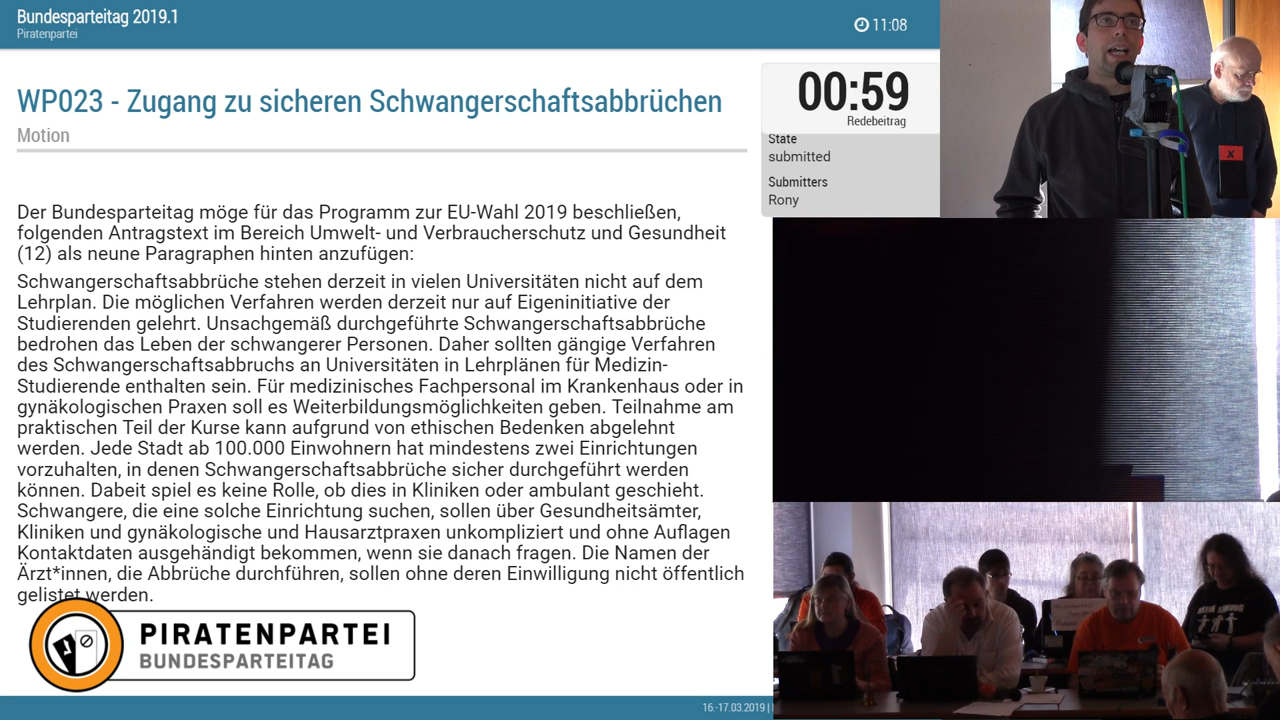 Bundesparteitag 2019.1
Piratenpartei
11:08
WP023 - Zugang zu sicheren Schwangerschaftsabbrüchen
Motion
00:59
Redebeitrag
State
submitted
Submitters
Rony
Der Bundesparteitag möge für das Programm zur EU-Wahl 2019 beschließen,
folgenden Antragstext im Bereich Umwelt- und Verbraucherschutz und Gesundheit
(12) als neune Paragraphen hinten anzufügen:
Schwangerschaftsabbrüche stehen derzeit in vielen Universitäten nicht auf dem
Lehrplan. Die möglichen Verfahren werden derzeit nur auf Eigeninitiative der
Studierenden gelehrt. Unsachgemäß durchgeführte Schwangerschaftsabbrüche
bedrohen das Leben der schwangerer Personen. Daher sollten gängige Verfahren
des Schwangerschaftsabbruchs an Universitäten in Lehrplänen für Medizin-
Studierende enthalten sein. Für medizinisches Fachpersonal im Krankenhaus oder in
gynäkologischen Praxen soll es Weiterbildungsmöglichkeiten geben. Teilnahme am
praktischen Teil der Kurse kann aufgrund von ethischen Bedenken abgelehnt
werden. Jede Stadt ab 100.000 Einwohnern hat mindestens zwei Einrichtungen
vorzuhalten, in denen Schwangerschaftsabbrüche sicher durchgeführt werden
können. Dabeit spiel es keine Rolle, ob dies in Kliniken oder ambulant geschieht.
Schwangere, die eine solche Einrichtung suchen, sollen über Gesundheitsämter,
Kliniken und gynäkologische und Hausarztpraxen unkompliziert und ohne Auflagen
Kontaktdaten ausgehändigt bekommen, wenn sie danach fragen. Die Namen der
Ärzt*innen, die Abbrüche durchführen, sollen ohne deren Einwilligung nicht öffentlich
gelistet werden.
PIRATENPARTEI
BUNDESPARTEITAG
16.-17.03.2019 |